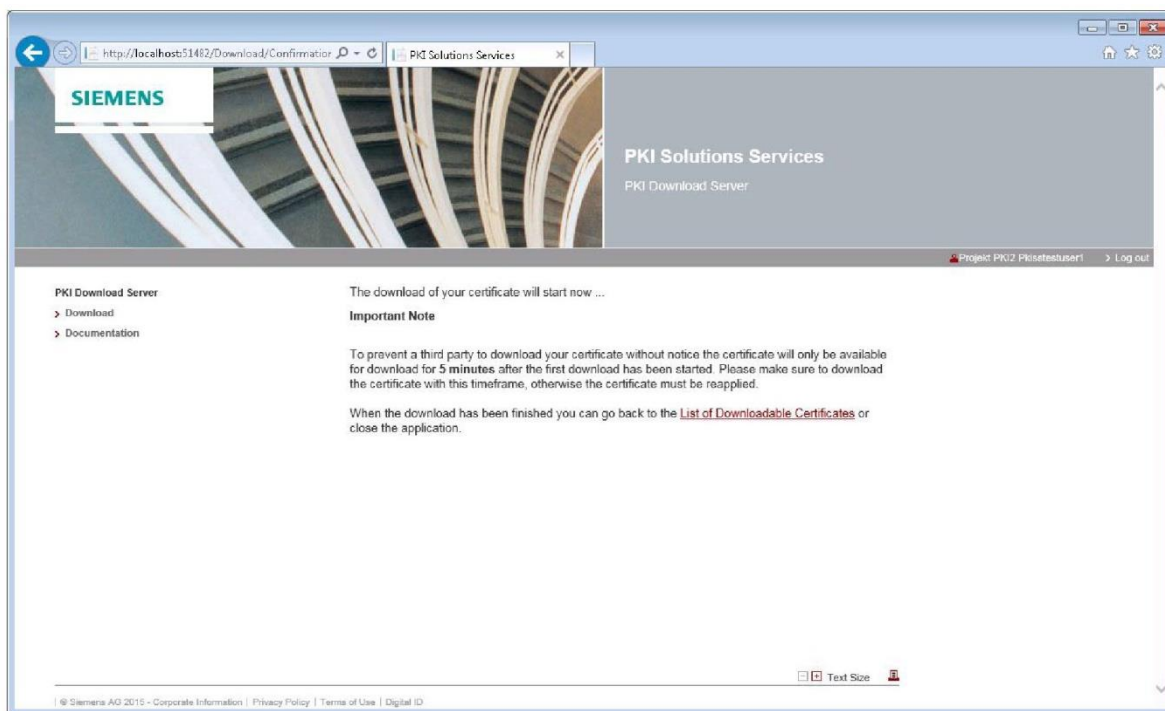 http://localhost:51482/Download/Confirmation
PKI Solutions Services
SIEMENS
PKI Solutions Services
PKI Download Server
Projekt PKI2 Pkisetestuser1 > Log out
PKI Download Server
> Download
> Documentation
The download of your certificate will start now ...
Important Note
To prevent a third party to download your certificate without notice the certificate will only be available
for download for 5 minutes after the first download has been started. Please make sure to download
the certificate with this timeframe, otherwise the certificate must be reapplied.
When the download has been finished you can go back to the List of Downloadable Certificates or
close the application.
Text Size
| © Siemens AG 2015 - Corporate Information | Privacy Policy | Terms of Use | Digital ID